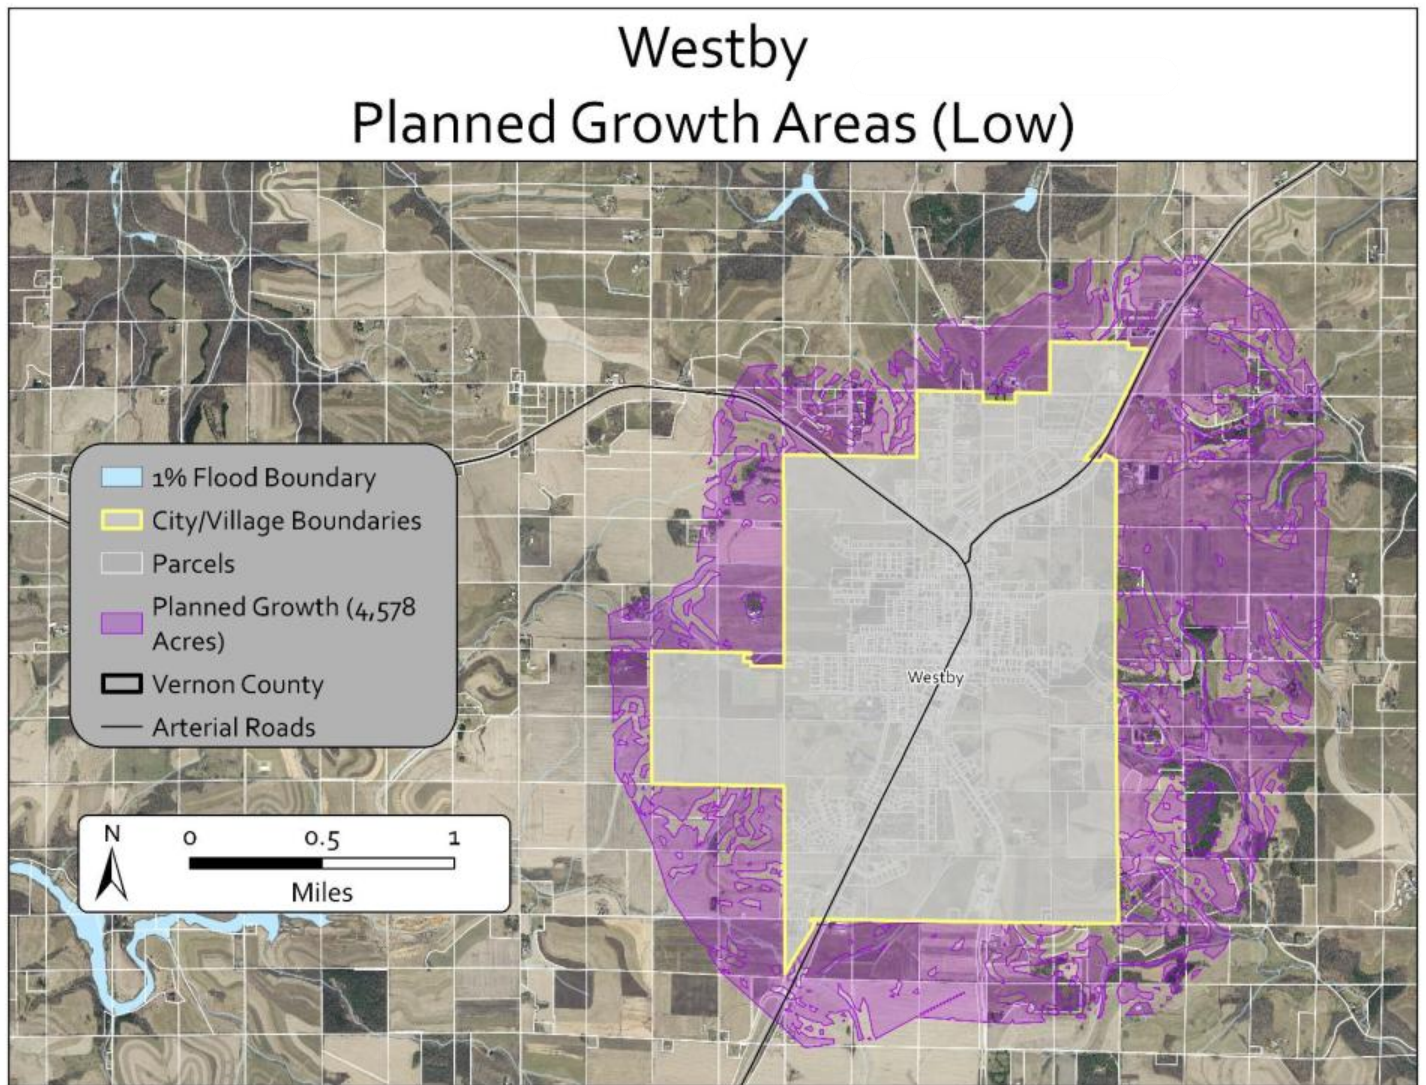 Westby
Planned Growth Areas (Low)
1% Flood Boundary
City/Village Boundaries
Parcels
Planned Growth (4,578
Acres)
Vernon County
Arterial Roads
N
0 0.5 1
Miles
Westby